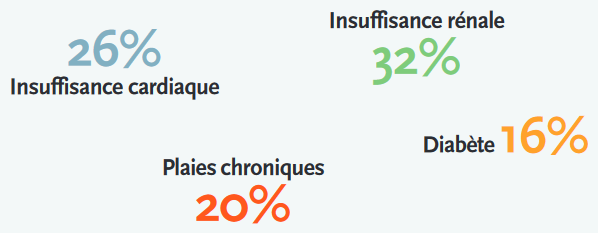 26%
Insuffisance cardiaque
Insuffisance rénale
32%
Diabète 16%
Plaies chroniques
20%